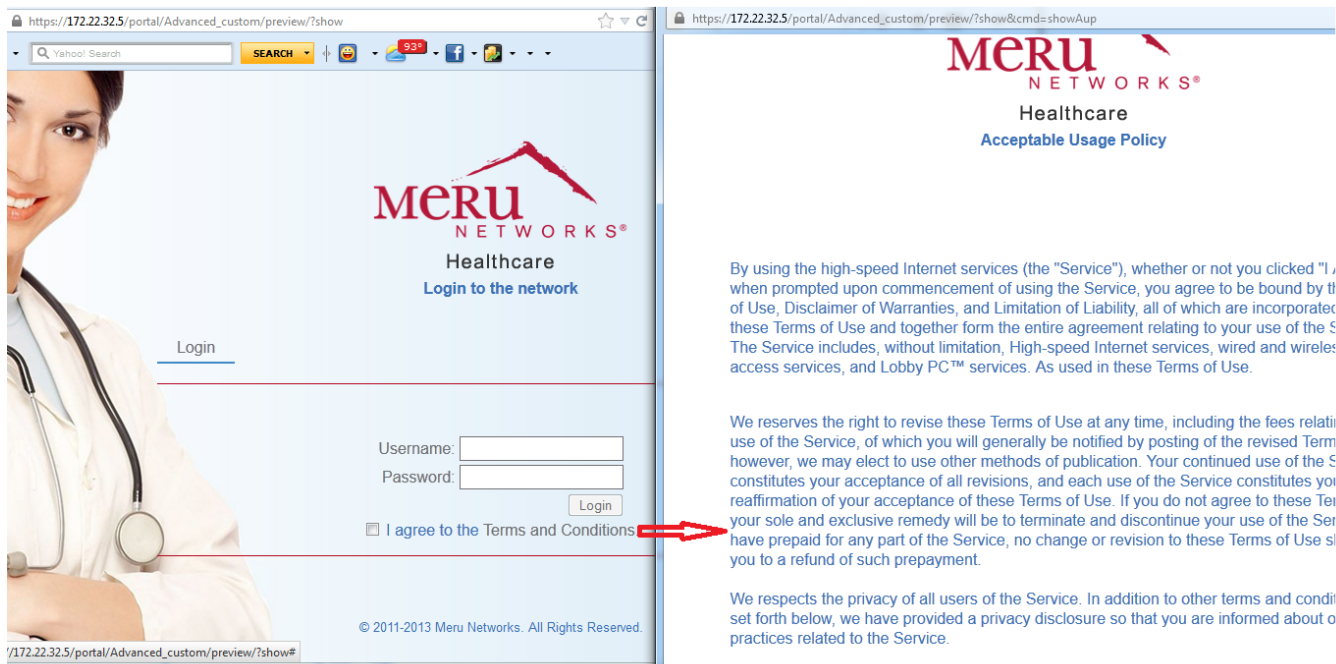 https://172.22.32.5/portal/Advanced_custom/preview/?show
Yahoo! Search
SEARCH
93°
MERU
NETWORKS®
Healthcare
Login to the network
Login
Username:
Password:
Login
I agree to the Terms and Conditions
© 2011-2013 Meru Networks. All Rights Reserved.
//172.22.32.5/portal/Advanced_custom/preview/?show#
https://172.22.32.5/portal/Advanced_custom/preview/?show&cmd=showAup
MERU
NETWORKS®
Healthcare
Acceptable Usage Policy
By using the high-speed Internet services (the "Service"), whether or not you clicked "I
when prompted upon commencement of using the Service, you agree to be bound by
of Use, Disclaimer of Warranties, and Limitation of Liability, all of which are incorporated
these Terms of Use and together form the entire agreement relating to your use of the
The Service includes, without limitation, High-speed Internet services, wired and
access services, and Lobby PC™ services. As used in these Terms of Use.
We reserves the right to revise these Terms of Use at any time, including the fees
use of the Service, of which you will generally be notified by posting of the revised
however, we may elect to use other methods of publication. Your continued use of the
constitutes your acceptance of all revisions, and each use of the Service constitutes
reaffirmation of your acceptance of these Terms of Use. If you do not agree to these
your sole and exclusive remedy will be to terminate and discontinue your use of the
have prepaid for any part of the Service, no change or revision to these Terms of Use
you to a refund of such prepayment.
We respects the privacy of all users of the Service. In addition to other terms and
set forth below, we have provided a privacy disclosure so that you are informed about
practices related to the Service.